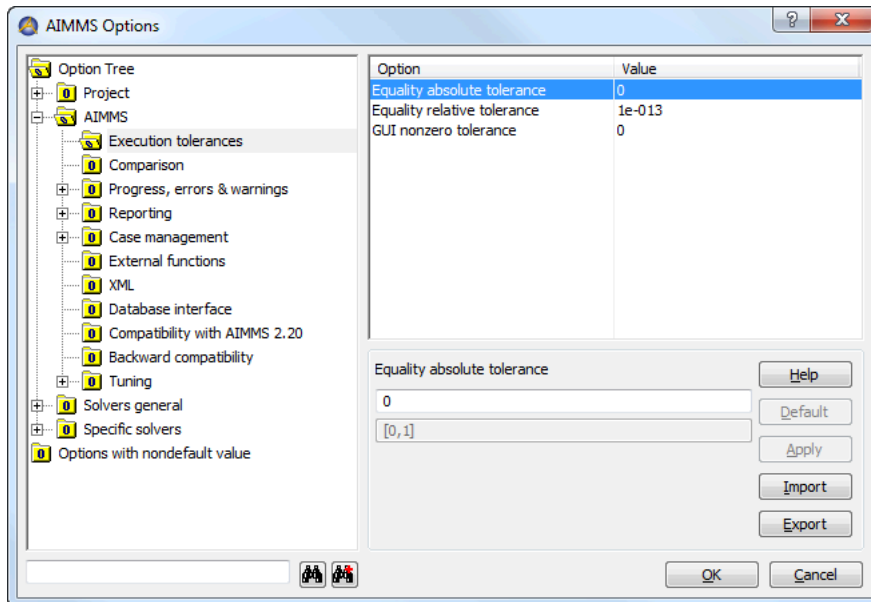 AIMMS Options
?
X
Option Tree
Project
AIMMS
Execution tolerances
Comparison
Progress, errors & warnings
Reporting
Case management
External functions
XML
Database interface
Compatibility with AIMMS 2.20
Backward compatibility
Tuning
Solvers general
Specific solvers
Options with nondefault value
Option Value
Equality absolute tolerance 0
Equality relative tolerance 1e-013
GUI nonzero tolerance 0
Equality absolute tolerance
0
[0,1]
Help
Default
Apply
Import
Export
OK Cancel